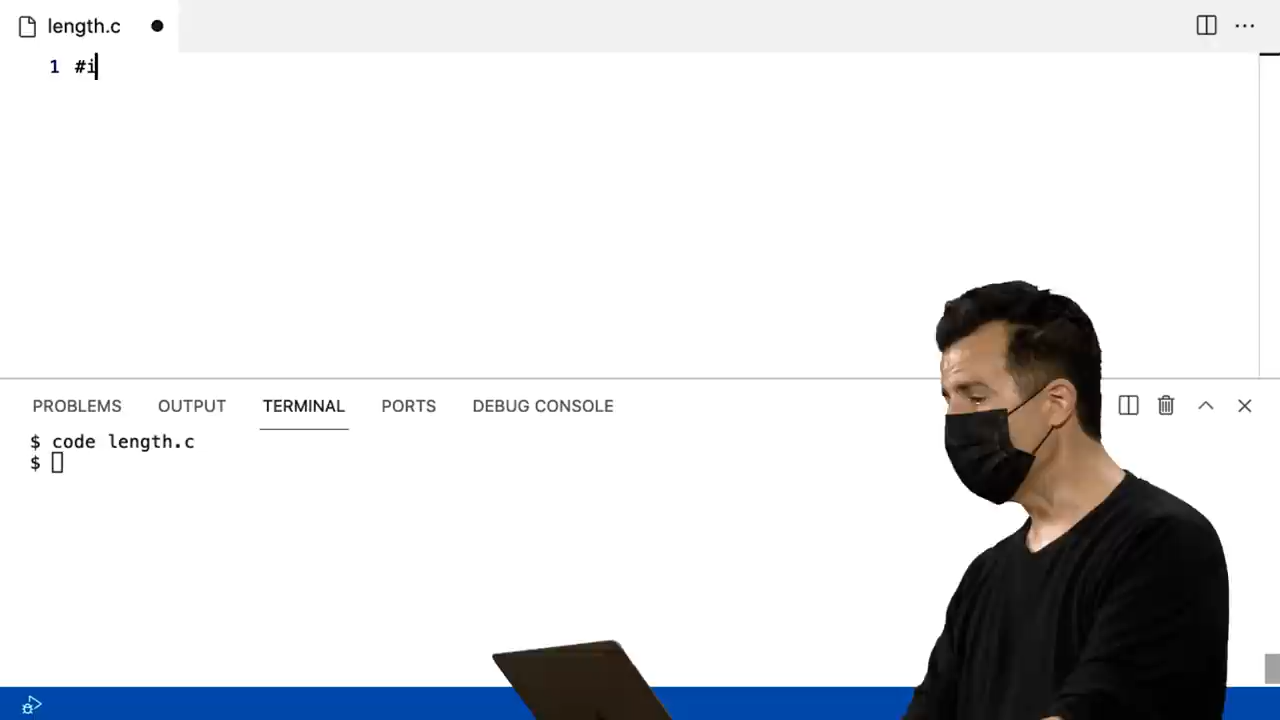 length.c
1 #i
PROBLEMS OUTPUT TERMINAL PORTS DEBUG CONSOLE
$ code length.c
$